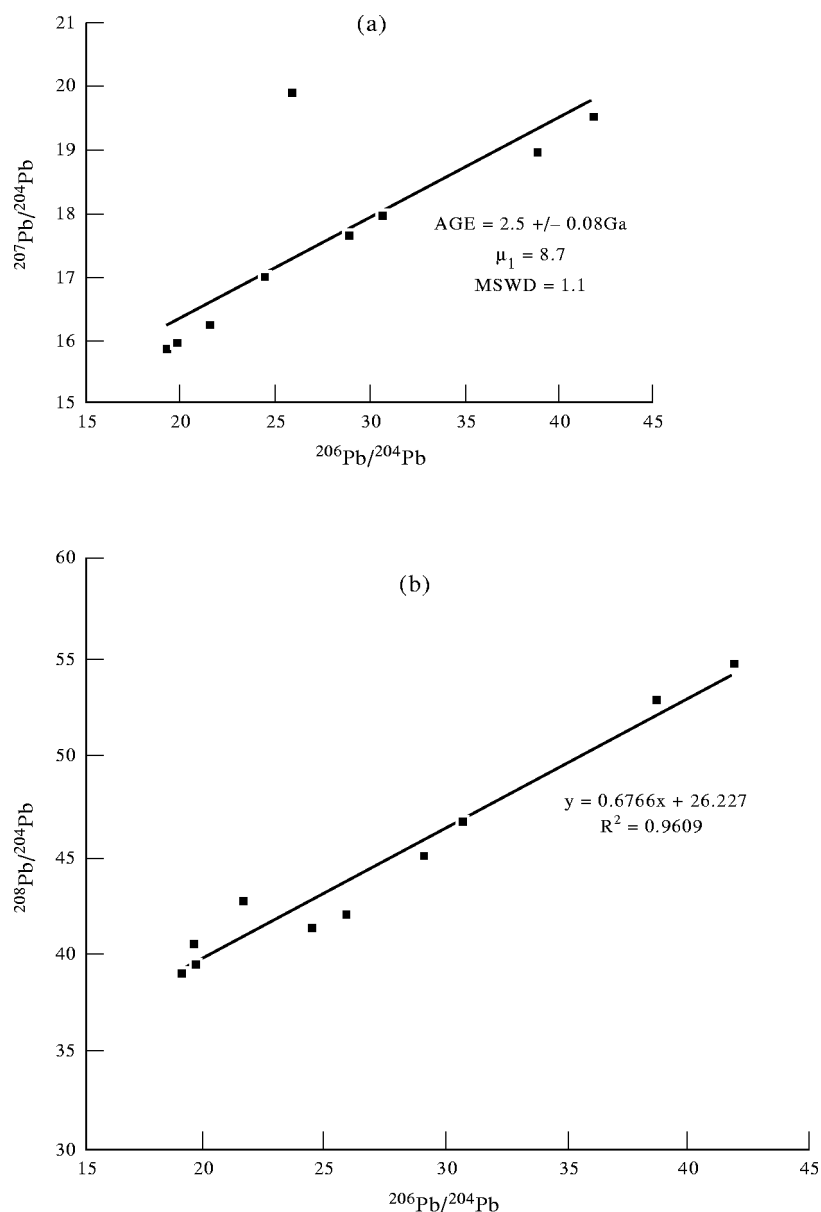 (a)
21
20
19
18
17
16
15
²⁰⁷Pb/²⁰⁴Pb
AGE = 2.5 +/– 0.08Ga
μ₁ = 8.7
MSWD = 1.1
15 20 25 30 35 40 45
²⁰⁶Pb/²⁰⁴Pb
(b)
60
55
50
45
40
35
30
²⁰⁸Pb/²⁰⁴Pb
y = 0.6766x + 26.227
R² = 0.9609
15 20 25 30 35 40 45
²⁰⁶Pb/²⁰⁴Pb